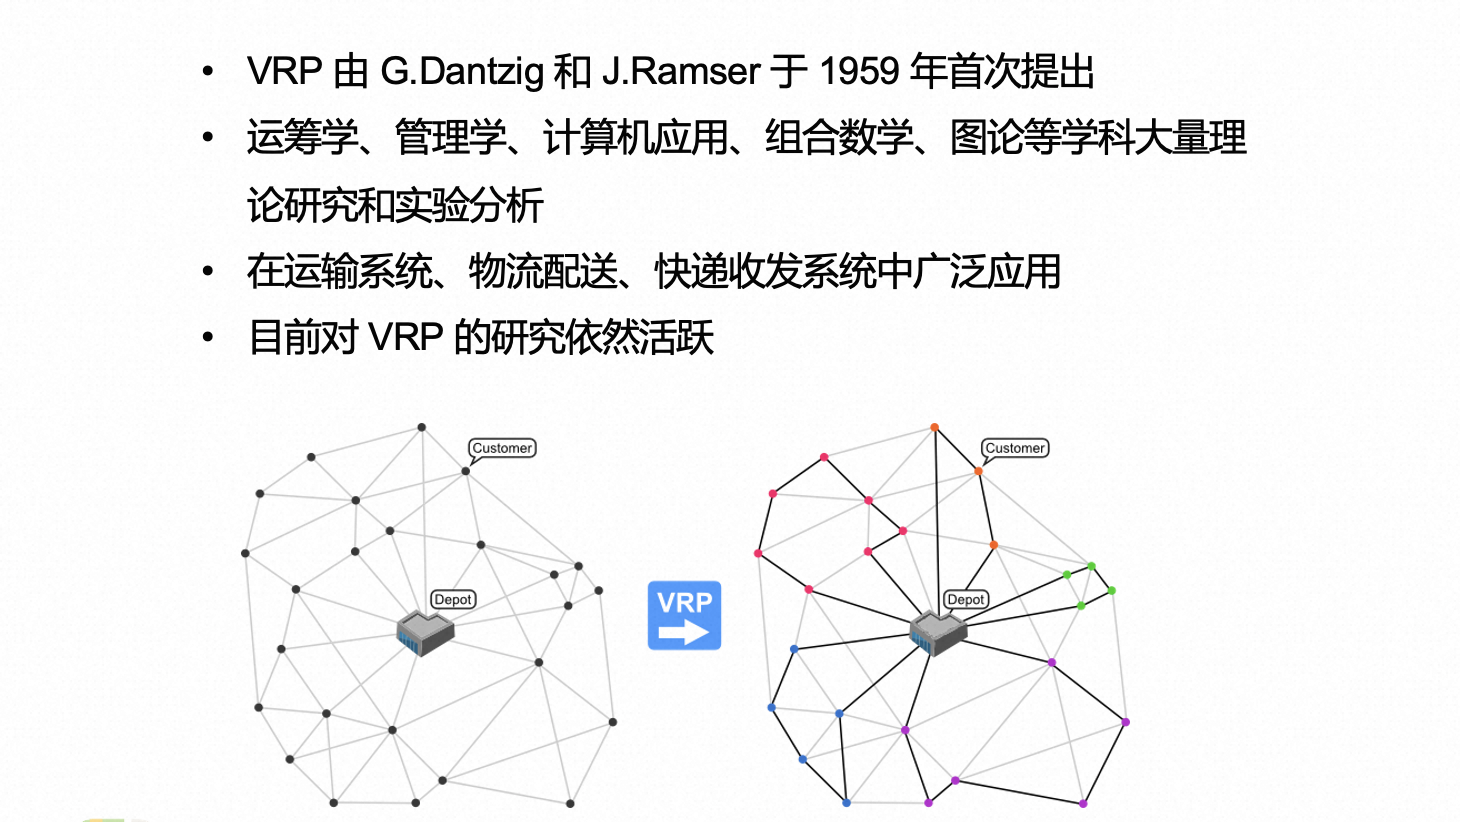 • VRP 由 G.Dantzig 和 J.Ramser 于 1959 年首次提出
• 运筹学、管理学、计算机应用、组合数学、图论等学科大量理
论研究和实验分析
• 在运输系统、物流配送、快递收发系统中广泛应用
• 目前对 VRP 的研究依然活跃
Customer
Customer
Depot
VRP
Depot